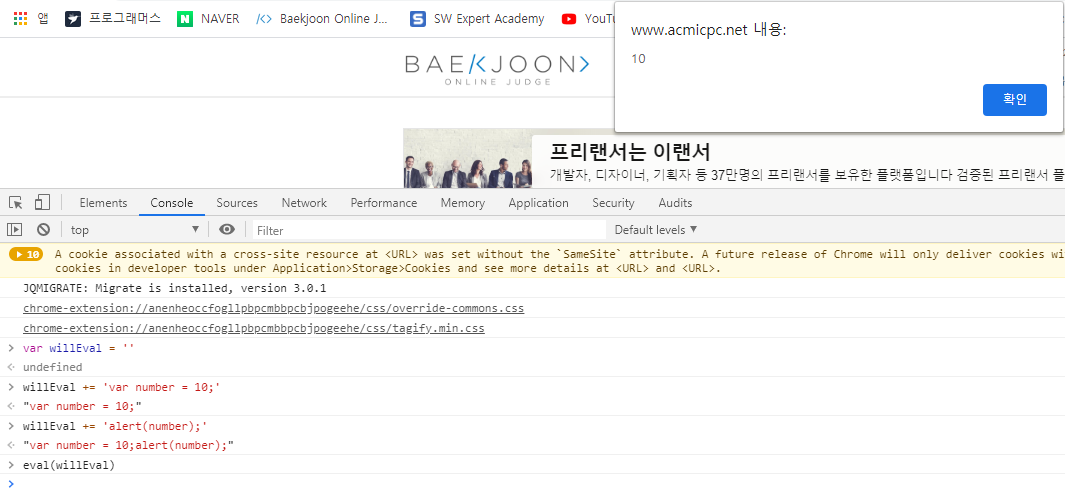 앱 프로그래머스 NAVER Baekjoon Online J... SW Expert Academy YouTu
www.acmicpc.net 내용:
10
확인
BAEKJOON>
ONLINE JUDGE
프리랜서는 이랜서
개발자, 디자이너, 기획자 등 37만명의 프리랜서를 보유한 플랫폼입니다 검증된 프리랜서 플
Elements Console Sources Network Performance Memory Application Security Audits
top Filter Default levels
10 A cookie associated with a cross-site resource at <URL> was set without the `SameSite` attribute. A future release of Chrome will only deliver cookies wi
cookies in developer tools under Application>Storage>Cookies and see more details at <URL> and <URL>.
JQMIGRATE: Migrate is installed, version 3.0.1
chrome-extension://anenheoccfogllpbpcmbbpcbjpogeehe/css/override-commons.css
chrome-extension://anenheoccfogllpbpcmbbpcbjpogeehe/css/tagify.min.css
> var willEval = ''
undefined
> willEval += 'var number = 10;'
"var number = 10;"
> willEval += 'alert(number);'
"var number = 10;alert(number);"
> eval(willEval)
>